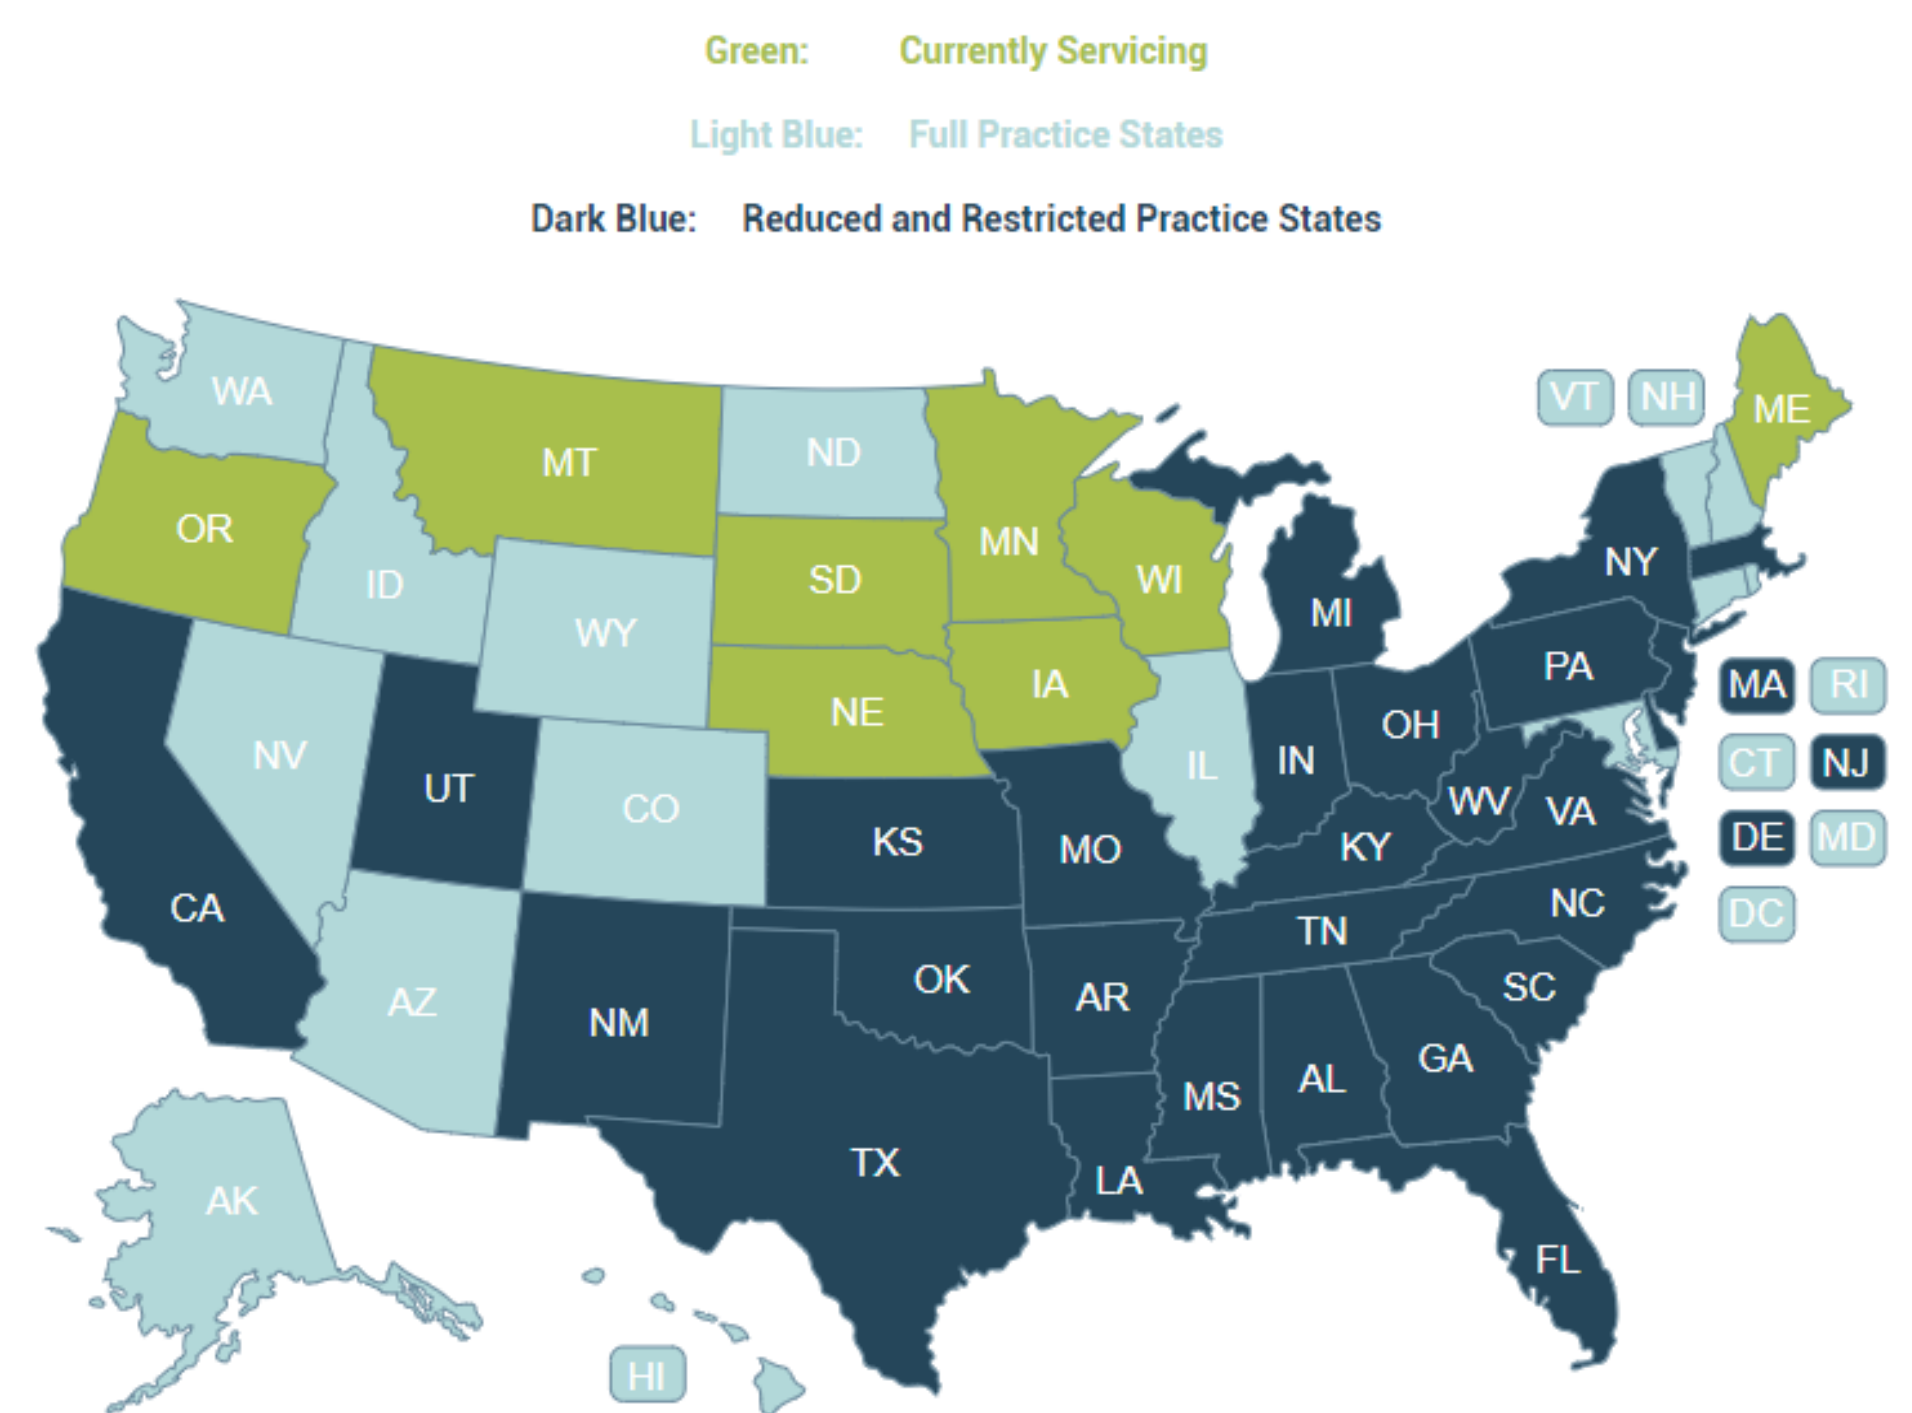 Green: Currently Servicing
Light Blue: Full Practice States
Dark Blue: Reduced and Restricted Practice States
WA
VT NH ME
MT
ND
OR
MN
NY
ID
SD
WI
MI
WY
PA
IA
MA RI
NE
OH
NV
IL
IN
CT NJ
UT
CO
WV
VA
KS
MO
KY
DE MD
CA
NC
DC
TN
OK
AZ
AR
SC
NM
GA
MS
AL
TX
LA
AK
FL
HI